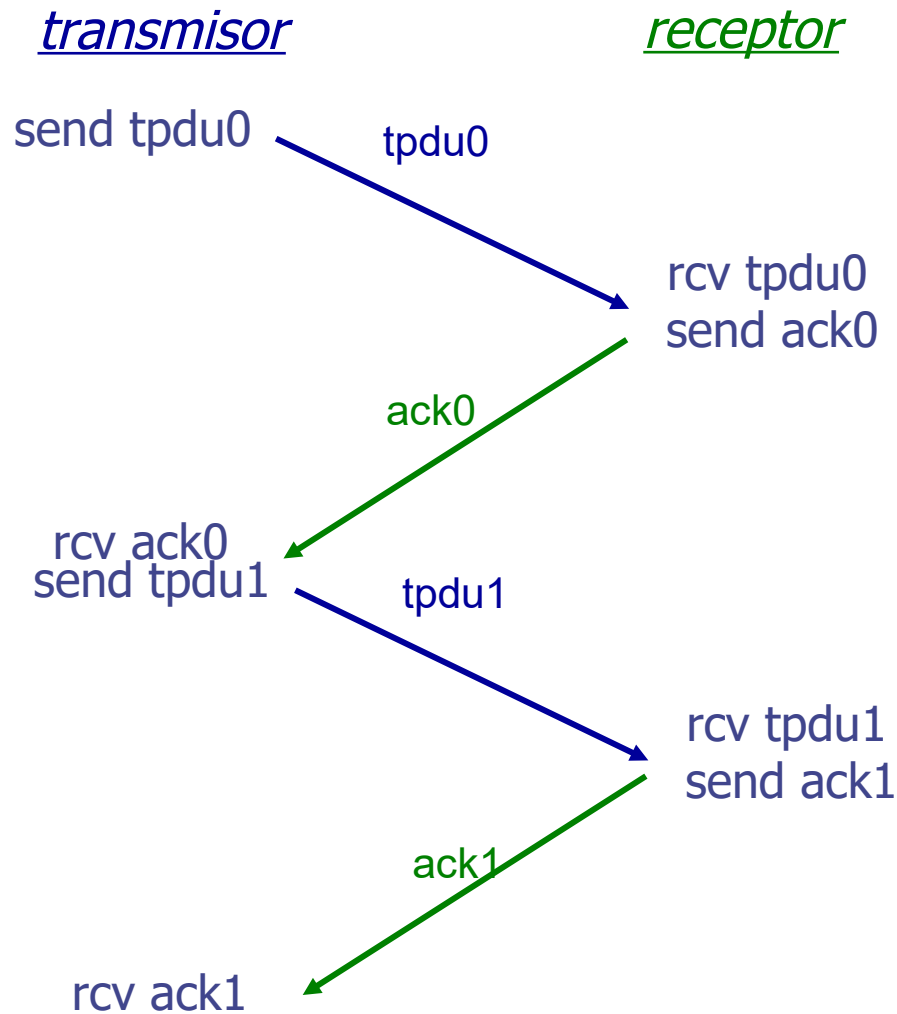 transmisor
receptor
send tpdu0
tpdu0
rcv tpdu0
send ack0
ack0
rcv ack0
send tpdu1
tpdu1
rcv tpdu1
send ack1
ack1
rcv ack1